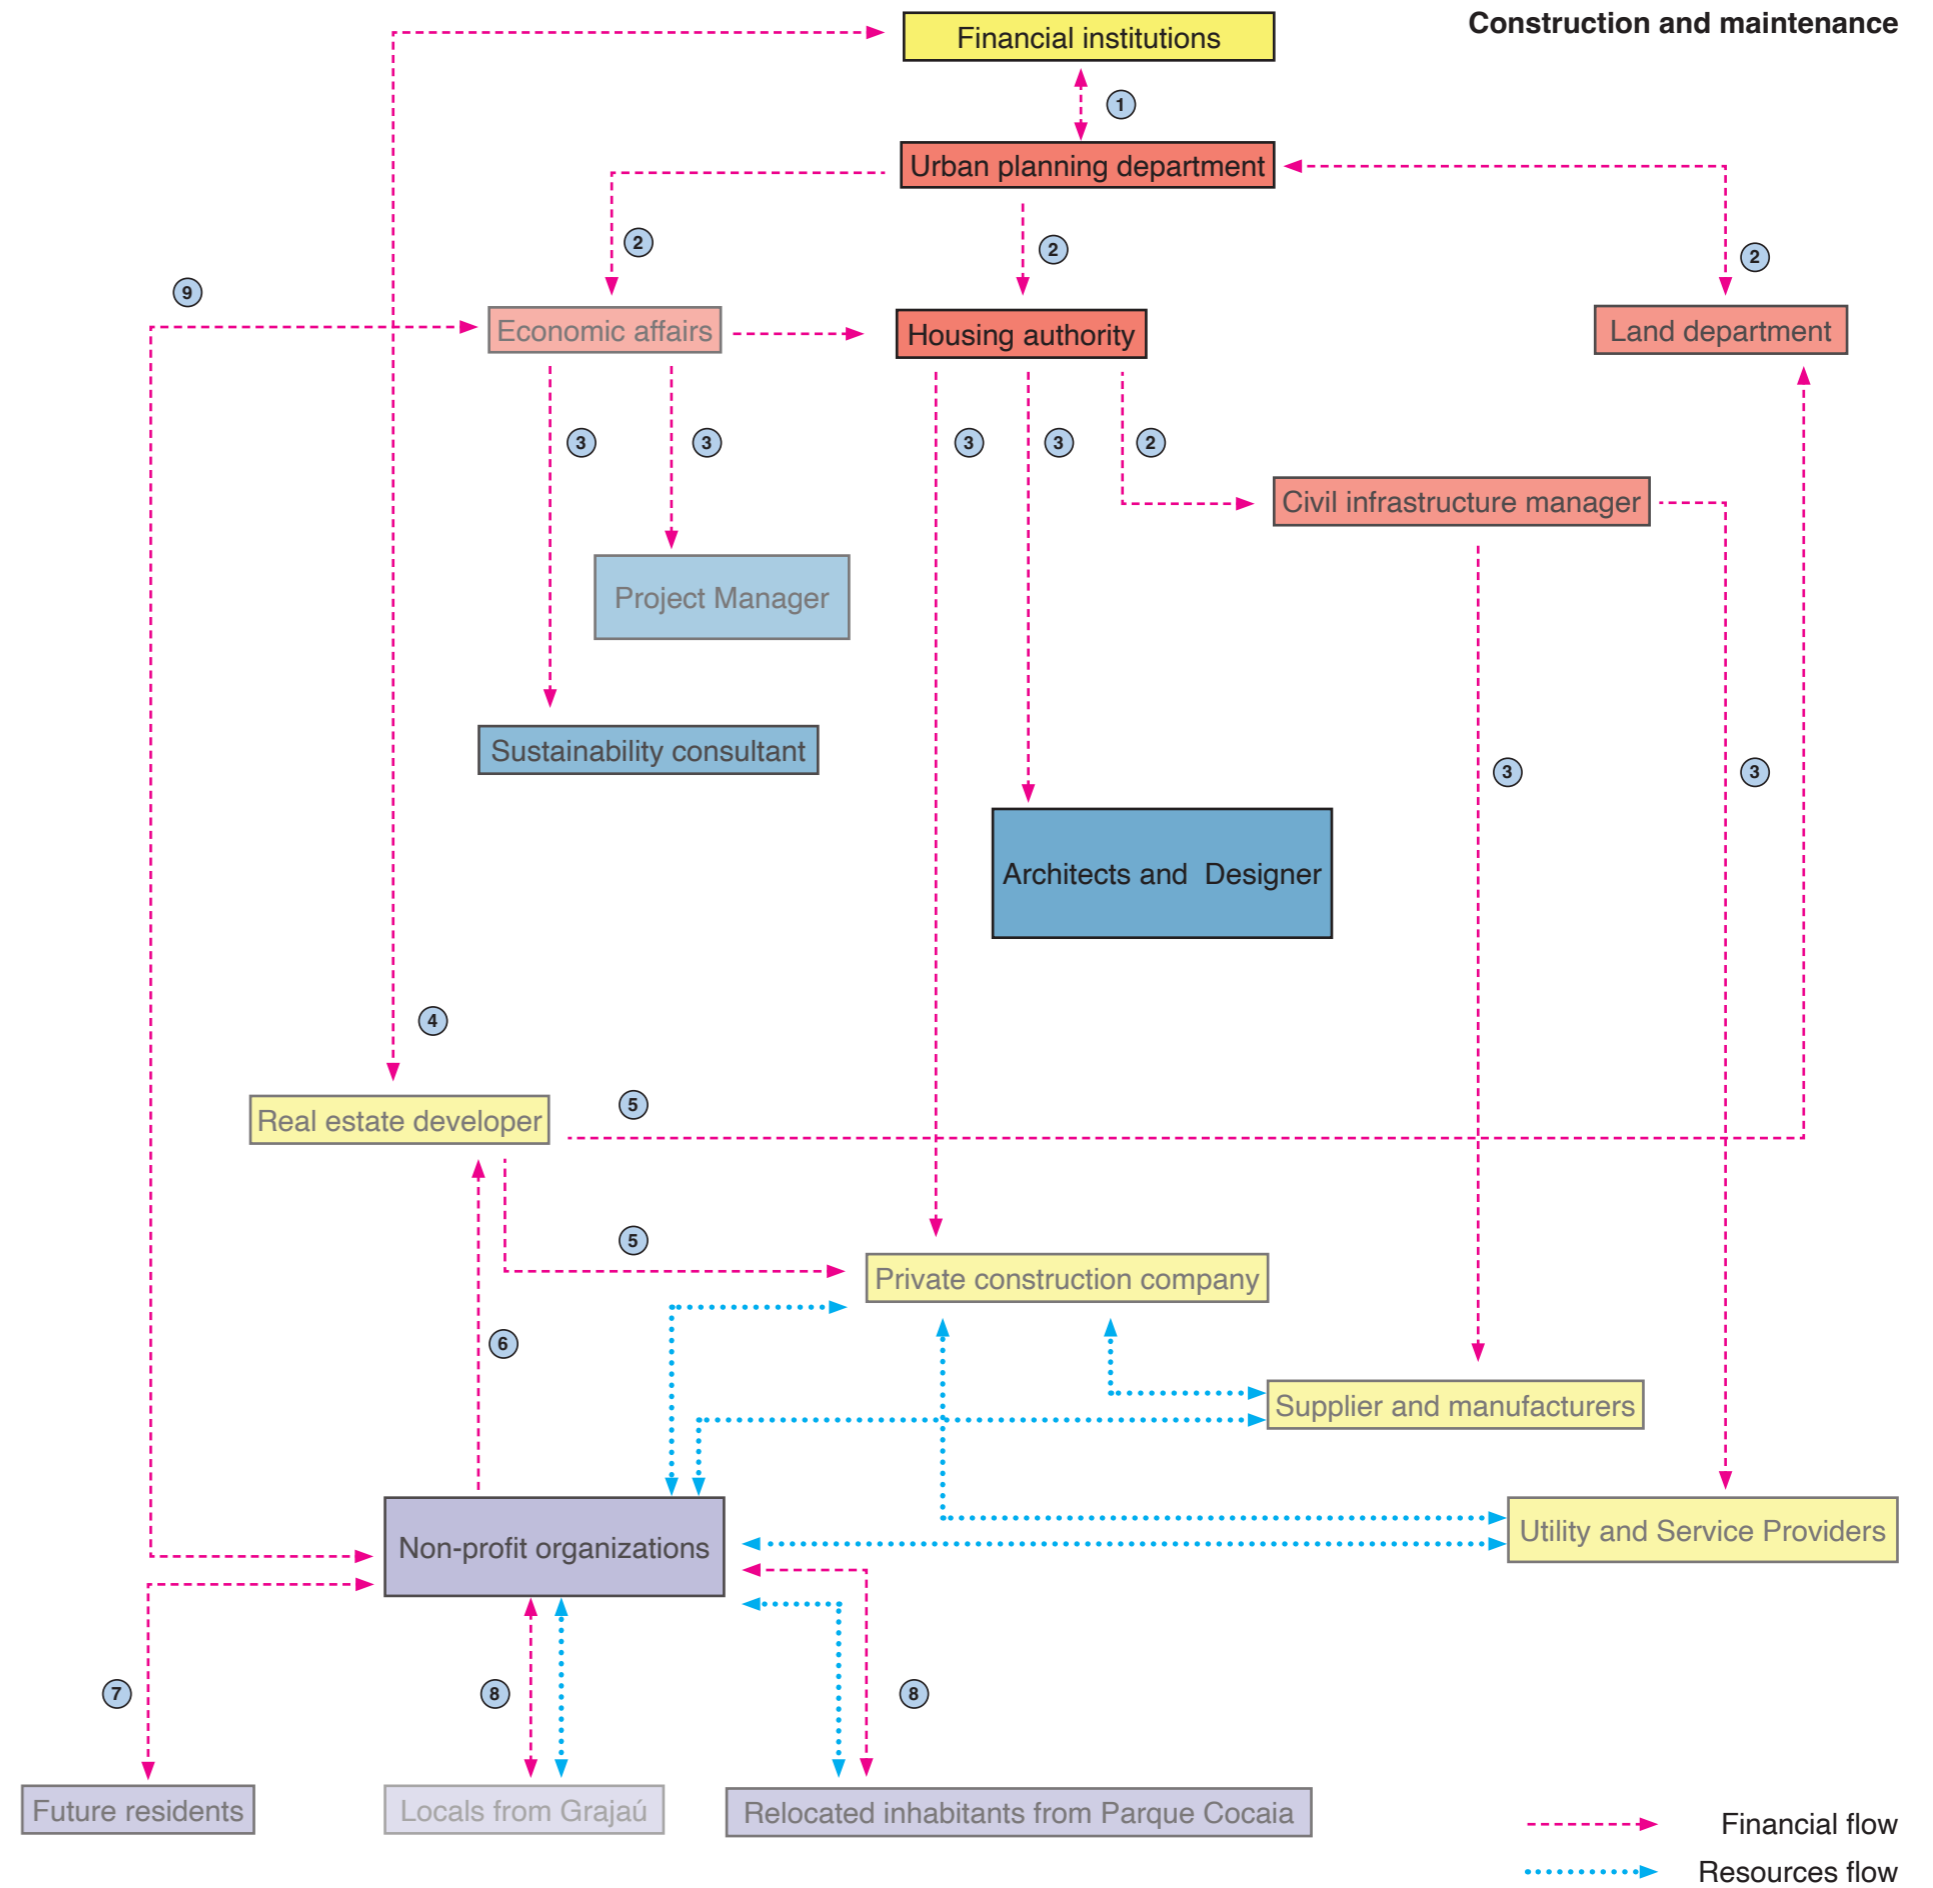 Construction and maintenance
Financial institutions
1
Urban planning department
2
2
2
9
Economic affairs
Housing authority
Land department
3
3
3
3
2
Civil infrastructure manager
Project Manager
Sustainability consultant
3
3
Architects and Designer
4
Real estate developer
5
5
Private construction company
6
Supplier and manufacturers
Non-profit organizations
Utility and Service Providers
7
8
8
Future residents
Locals from Grajaú
Relocated inhabitants from Parque Cocaia
Financial flow
Resources flow